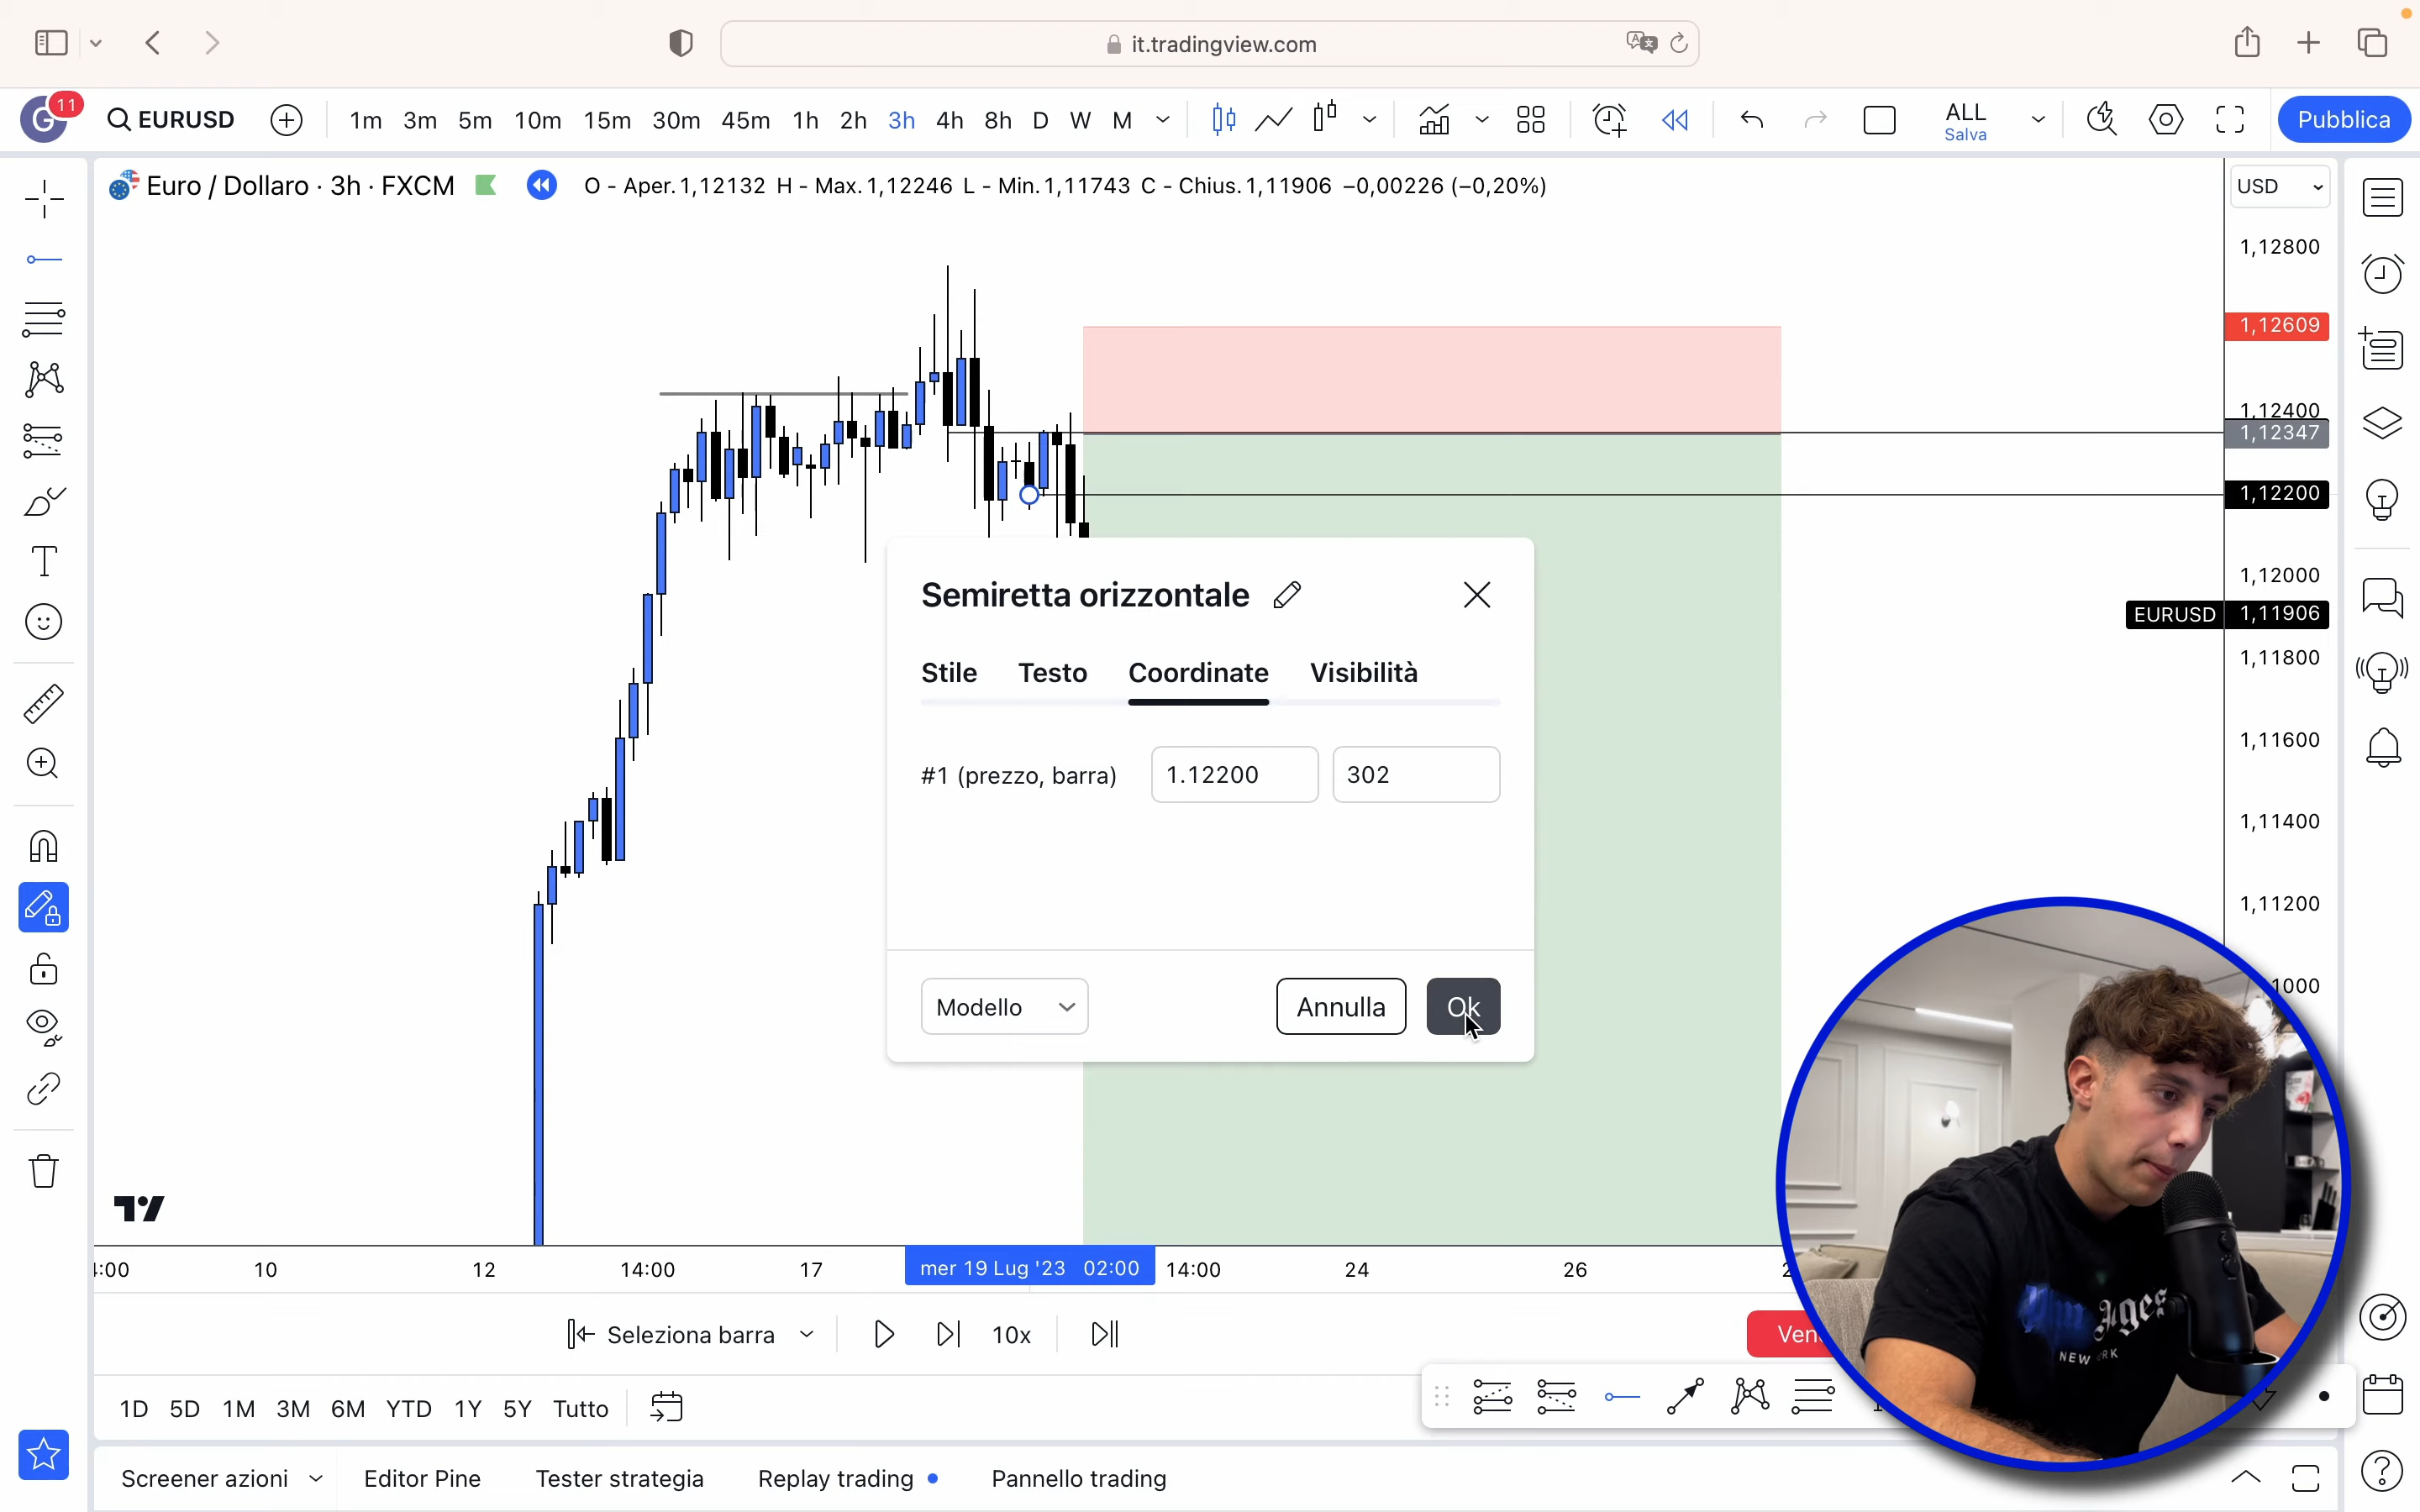 it.tradingview.com
G 11 EURUSD 1m 3m 5m 10m 15m 30m 45m 1h 2h 3h 4h 8h D W M ALL Salva Pubblica
Euro / Dollaro · 3h · FXCM O - Aper. 1,12132 H - Max. 1,12246 L - Min. 1,11743 C - Chius. 1,11906 −0,00226 (−0,20%)
USD
1,12800
1,12609
1,12400
1,12347
1,12200
1,12000
EURUSD 1,11906
1,11800
1,11600
1,11400
1,11200
1000
Semiretta orizzontale
Stile Testo Coordinate Visibilità
#1 (prezzo, barra) 1.12200 302
Modello Annulla Ok
NEW
10 12 14:00 17 mer 19 Lug '23 02:00 14:00 24 26
Seleziona barra 10x
1D 5D 1M 3M 6M YTD 1Y 5Y Tutto
Screener azioni Editor Pine Tester strategia Replay trading Pannello trading